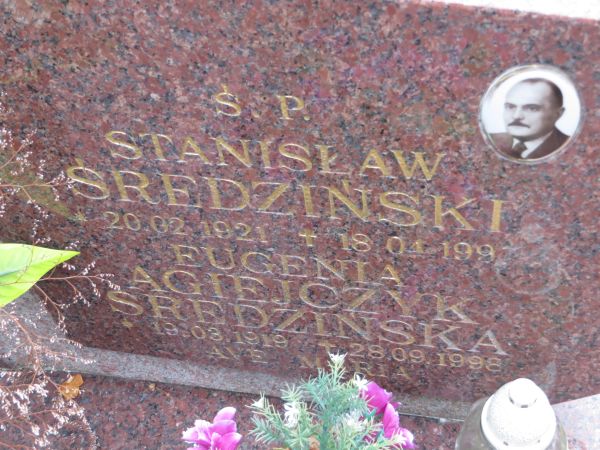 Ś. P.
STANISŁAW
ŚREDZIŃSKI
20.02.1921 + 18.04.199
EUGENIA
AGIEJCZYK
ŚREDZIŃSKA
* 19.03.1919 + 28.09.1998
AVE MARIA